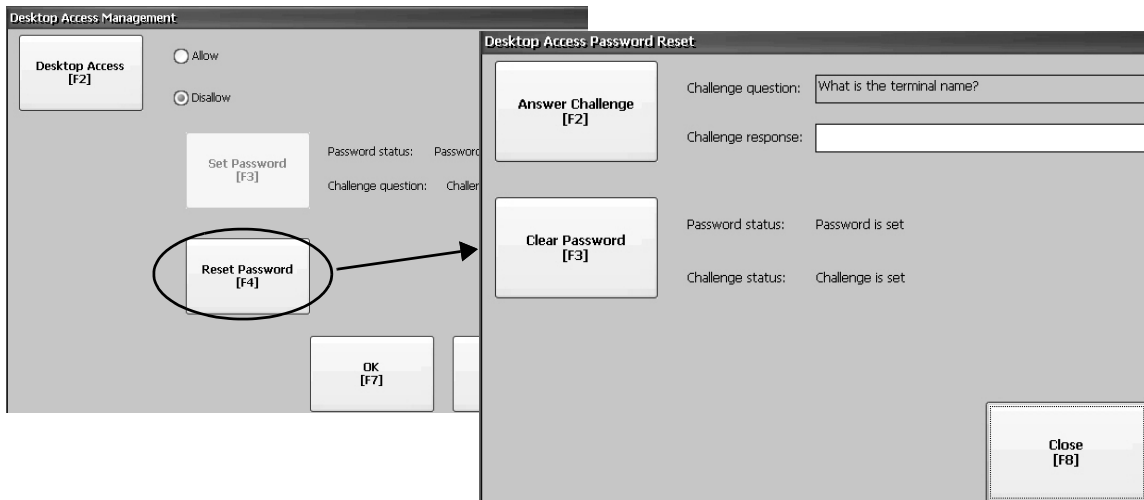 Desktop Access Management
Desktop Access
[F2]
Allow
Disallow
Set Password
[F3]
Password status: Password
Challenge question: Challen
Reset Password
[F4]
OK
[F7]
Desktop Access Password Reset
Answer Challenge
[F2]
Challenge question: What is the terminal name?
Challenge response:
Clear Password
[F3]
Password status: Password is set
Challenge status: Challenge is set
Close
[F8]